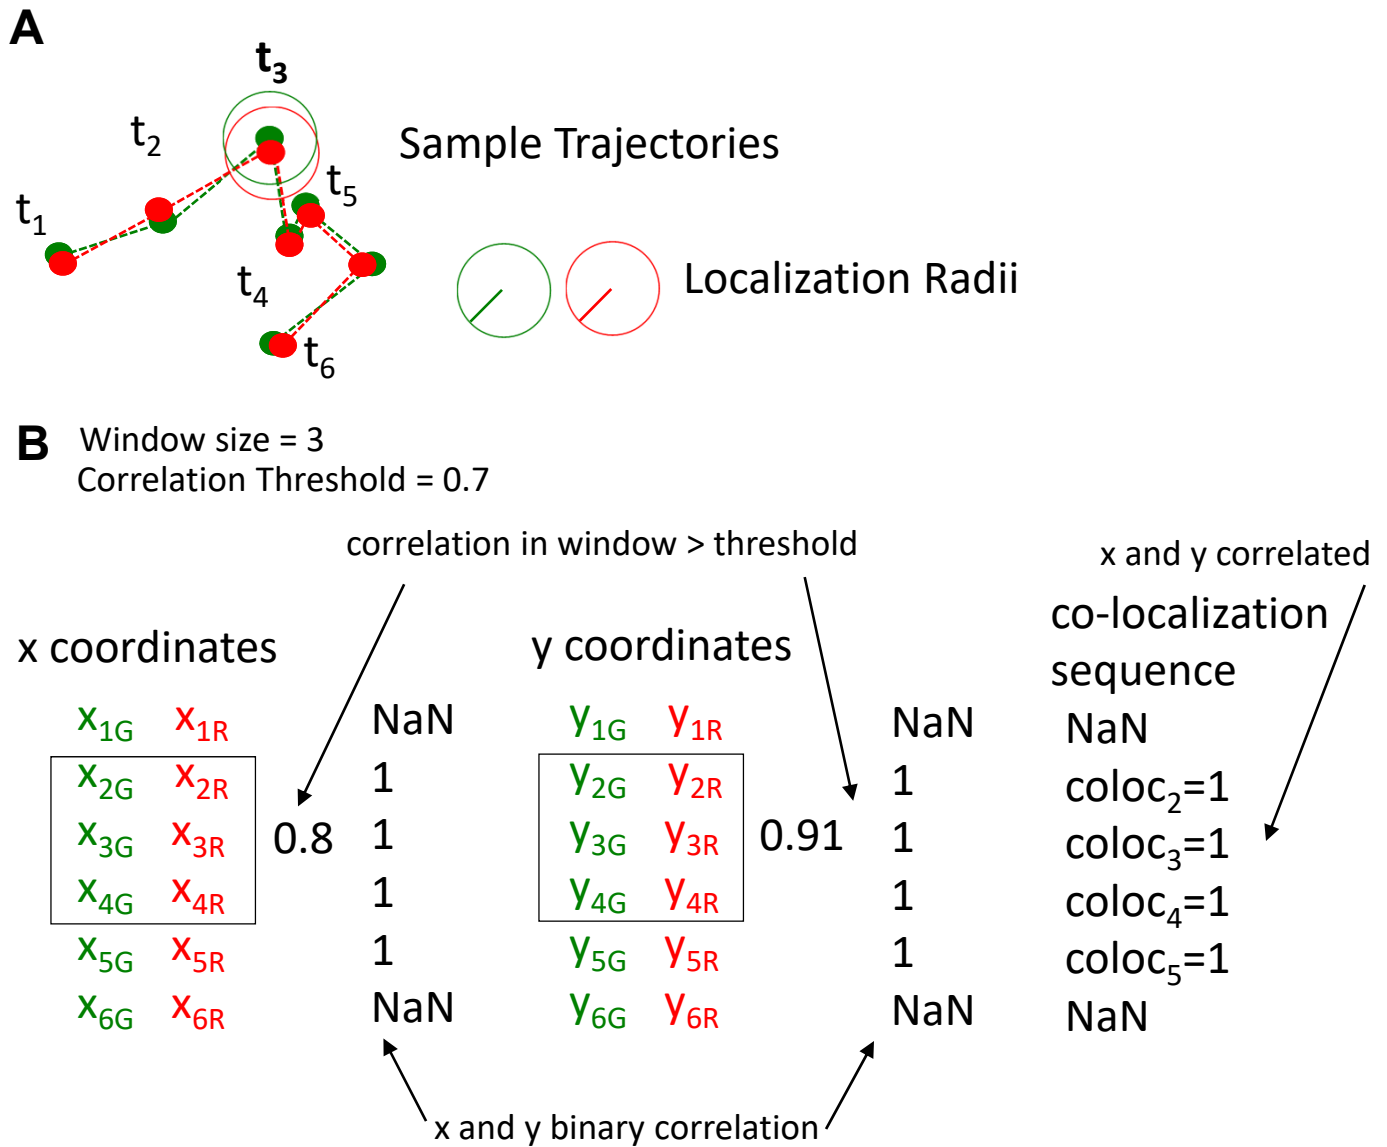 A
t₃
t₂
Sample Trajectories
t₅
t₁
Localization Radii
t₄
t₆
B
Window size = 3
Correlation Threshold = 0.7
correlation in window > threshold
x and y correlated
x coordinates
y coordinates
co-localization
sequence
x₁G x₁R NaN y₁G y₁R NaN NaN
x₂G x₂R 1 y₂G y₂R 1 coloc₂=1
x₃G x₃R 0.8 1 y₃G y₃R 0.91 1 coloc₃=1
x₄G x₄R 1 y₄G y₄R 1 coloc₄=1
x₅G x₅R 1 y₅G y₅R 1 coloc₅=1
x₆G x₆R NaN y₆G y₆R NaN NaN
x and y binary correlation